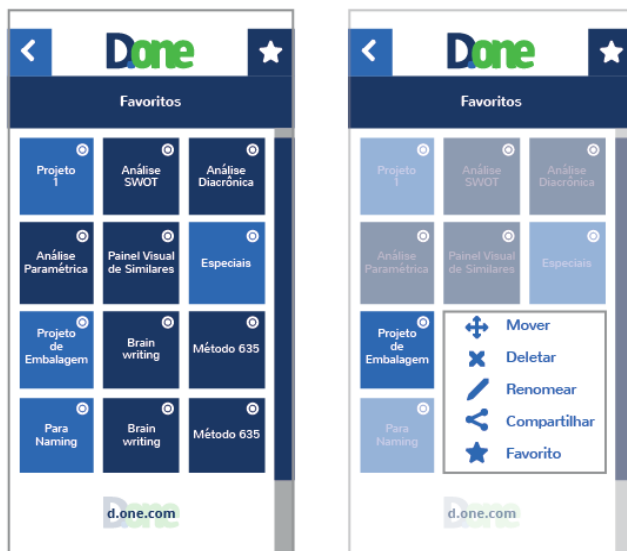 D.one
Favoritos
Projeto
1
Análise
SWOT
Análise
Diacrônica
Análise
Paramétrica
Painel Visual
de Similares
Especiais
Projeto
de
Embalagem
Brain
writing
Método 635
Para
Naming
Brain
writing
Método 635
d.one.com
D.one
Favoritos
Projeto
1
Análise
SWOT
Análise
Diacrônica
Análise
Paramétrica
Painel Visual
de Similares
Especiais
Projeto
de
Embalagem
Mover
Deletar
Renomear
Compartilhar
Favorito
Para
Naming
d.one.com